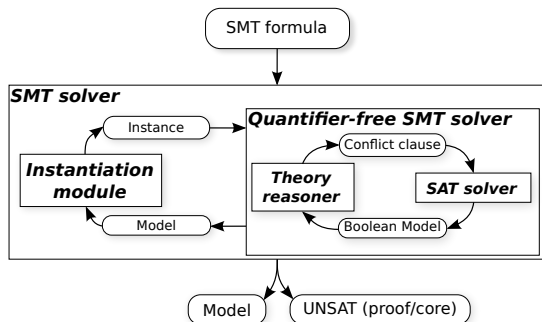 SMT formula
SMT solver
Instance
Quantifier-free SMT solver
Conflict clause
Instantiation
module
Theory
reasoner
SAT solver
Model
Boolean Model
Model
UNSAT (proof/core)